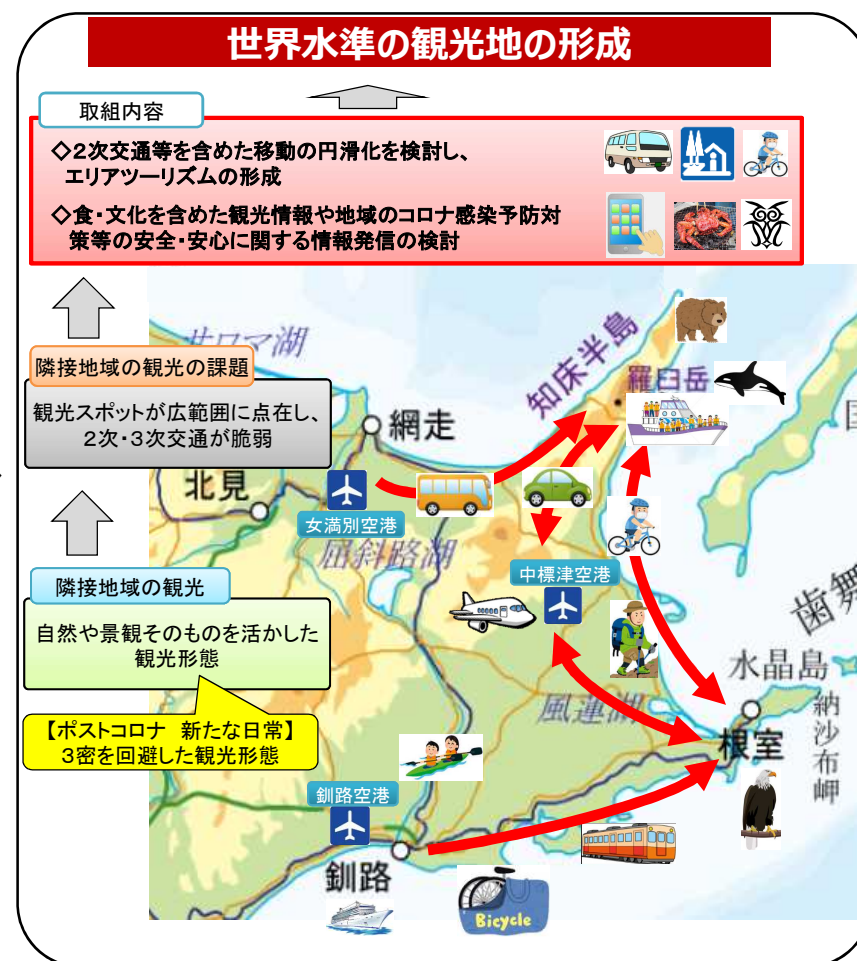 世界水準の観光地の形成
取組内容
◇2次交通等を含めた移動の円滑化を検討し、
エリアツーリズムの形成
◇食・文化を含めた観光情報や地域のコロナ感染予防対
策等の安全・安心に関する情報発信の検討
隣接地域の観光の課題
観光スポットが広範囲に点在し、
2次・3次交通が脆弱
隣接地域の観光
自然や景観そのものを活かした
観光形態
【ポストコロナ 新たな日常】
3密を回避した観光形態
サロマ湖
知床半島
羅臼岳
網走
北見
女満別空港
屈斜路湖
中標津空港
歯舞
水晶島
風蓮湖
納沙布岬
根室
釧路空港
釧路
Bicycle